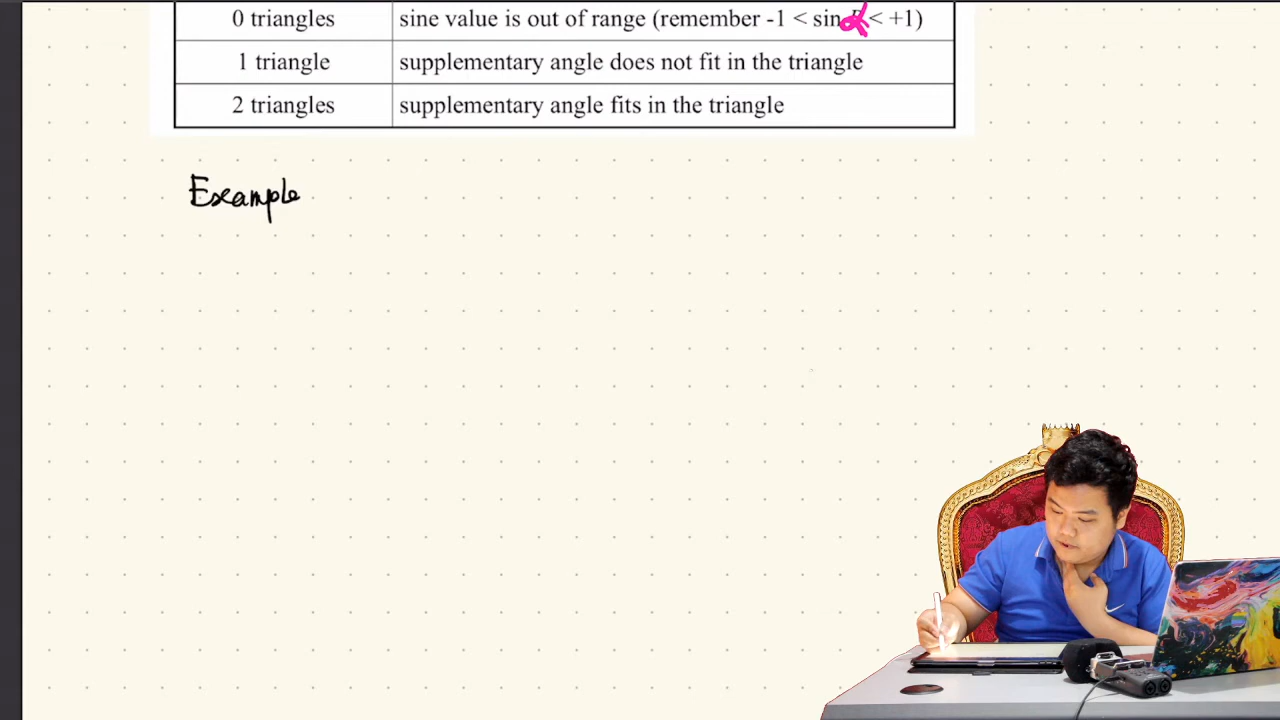 0 triangles sine value is out of range (remember -1 < sin α < +1)
1 triangle supplementary angle does not fit in the triangle
2 triangles supplementary angle fits in the triangle
Example